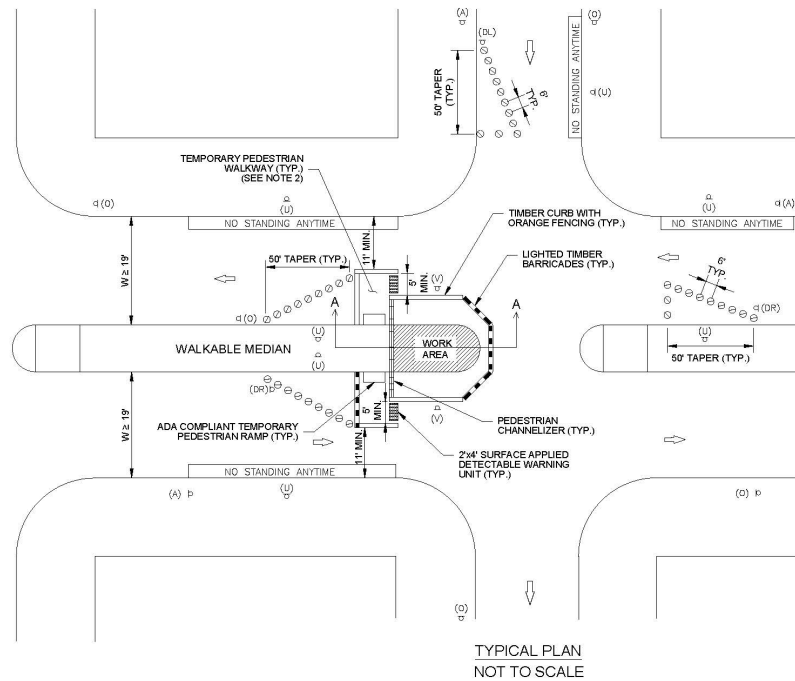 (A)
(O)
(DL)
50' TAPER
(TYP.)
6'
TYP.
NO STANDING ANYTIME
(U)
TEMPORARY PEDESTRIAN
WALKWAY (TYP.)
(SEE NOTE 2)
(O)
(U)
(U)
(A)
NO STANDING ANYTIME
11' MIN.
TIMBER CURB WITH
ORANGE FENCING (TYP.)
NO STANDING ANYTIME
W ≥ 19'
50' TAPER (TYP.)
5'
MIN.
(V)
LIGHTED TIMBER
BARRICADES (TYP.)
6'
TYP.
A
A
(DR)
(O)
(U)
(U)
WALKABLE MEDIAN
WORK
AREA
(U)
50' TAPER (TYP.)
(DR)
W ≥ 19'
5'
MIN.
(V)
ADA COMPLIANT TEMPORARY
PEDESTRIAN RAMP (TYP.)
11' MIN.
PEDESTRIAN
CHANNELIZER (TYP.)
2'x4' SURFACE APPLIED
DETECTABLE WARNING
UNIT (TYP.)
NO STANDING ANYTIME
(A)
(U)
(O)
(O)
TYPICAL PLAN
NOT TO SCALE